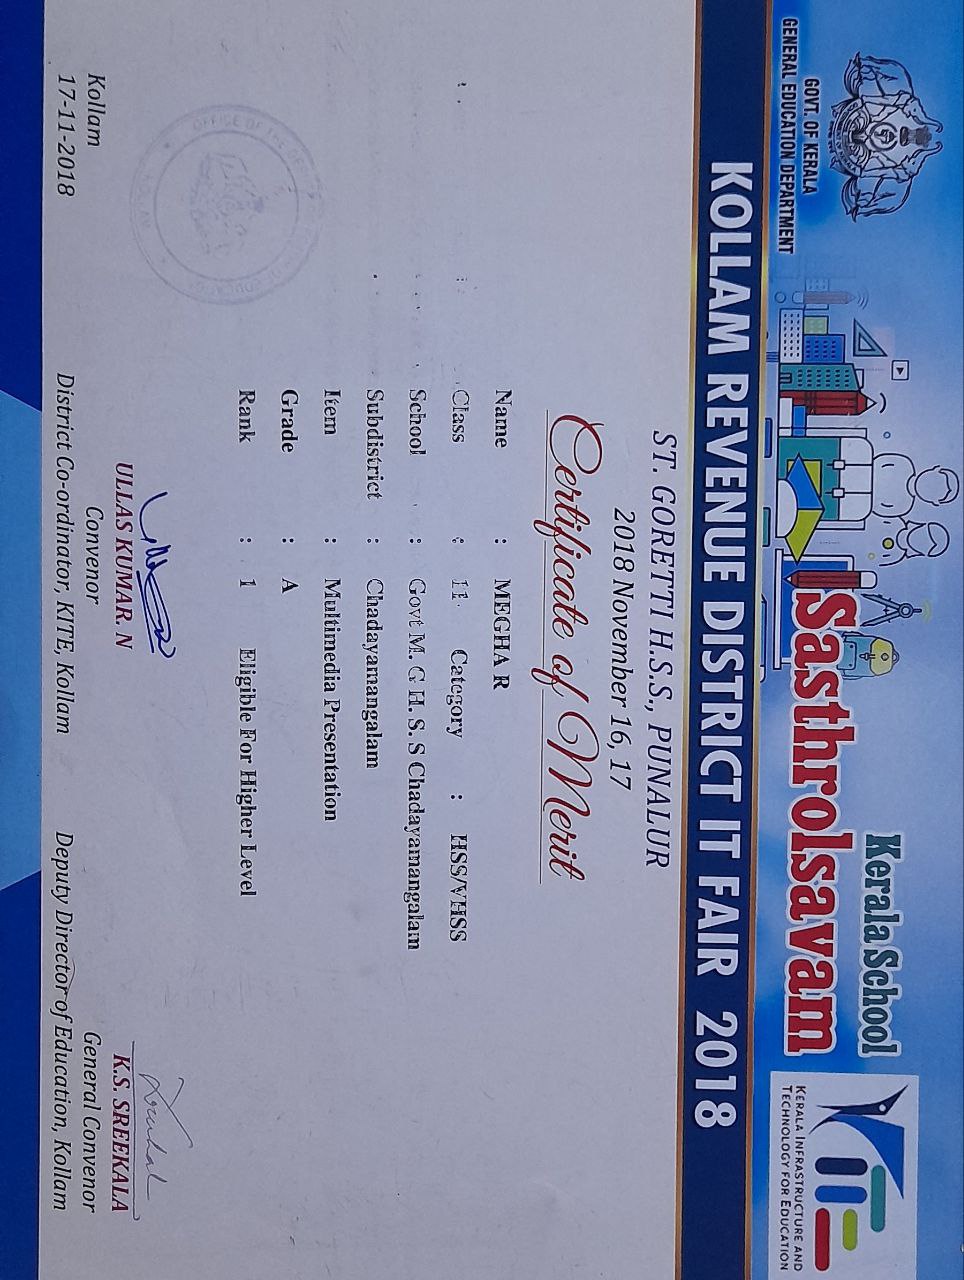 GOVT. OF KERALA
GENERAL EDUCATION DEPARTMENT
Kerala School
Sasthrolsavam
KERALA INFRASTRUCTURE AND
TECHNOLOGY FOR EDUCATION
KOLLAM REVENUE DISTRICT IT FAIR 2018
ST. GORETTI H.S.S., PUNALUR
2018 November 16, 17
Certificate of Merit
Name : MEGHA R
Class : 11 Category : HSS/VHSS
School : Govt M. G H. S. S Chadayamangalam
Subdistrict : Chadayamangalam
Item : Multimedia Presentation
Grade : A
Rank : 1 Eligible For Higher Level
OFFICE OF THE
EDUCATION
KOLLAM
Kollam
17-11-2018
ULLAS KUMAR. N
Convenor
District Co-ordinator, KITE, Kollam
K.S. SREEKALA
General Convenor
Deputy Director of Education, Kollam